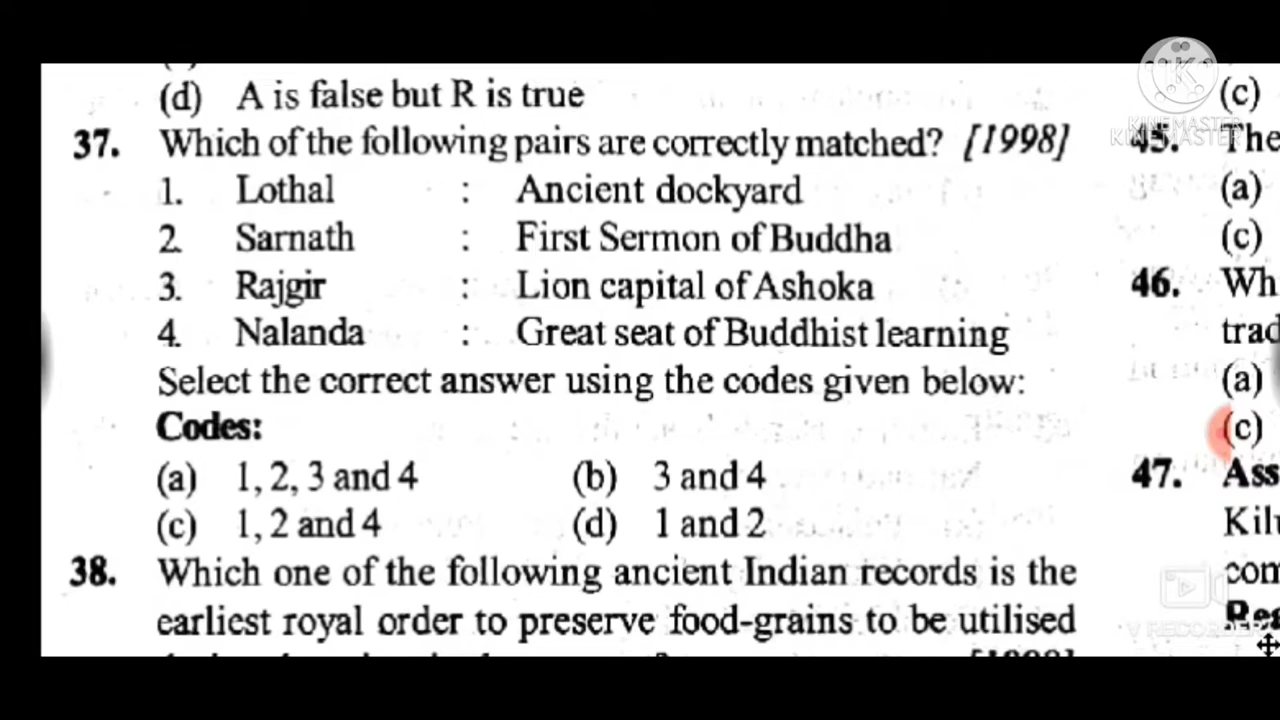 (d) A is false but R is true
37. Which of the following pairs are correctly matched? [1998]
1. Lothal : Ancient dockyard
2. Sarnath : First Sermon of Buddha
3. Rajgir : Lion capital of Ashoka
4. Nalanda : Great seat of Buddhist learning
Select the correct answer using the codes given below:
Codes:
(a) 1, 2, 3 and 4 (b) 3 and 4
(c) 1, 2 and 4 (d) 1 and 2
38. Which one of the following ancient Indian records is the
earliest royal order to preserve food-grains to be utilised
(c)
45. The
(a)
(c)
46. Wh
trad
(a)
(c)
47. Ass
Kiln
com
Rea
KINEMASTER
KINEMASTER
V RECORDER